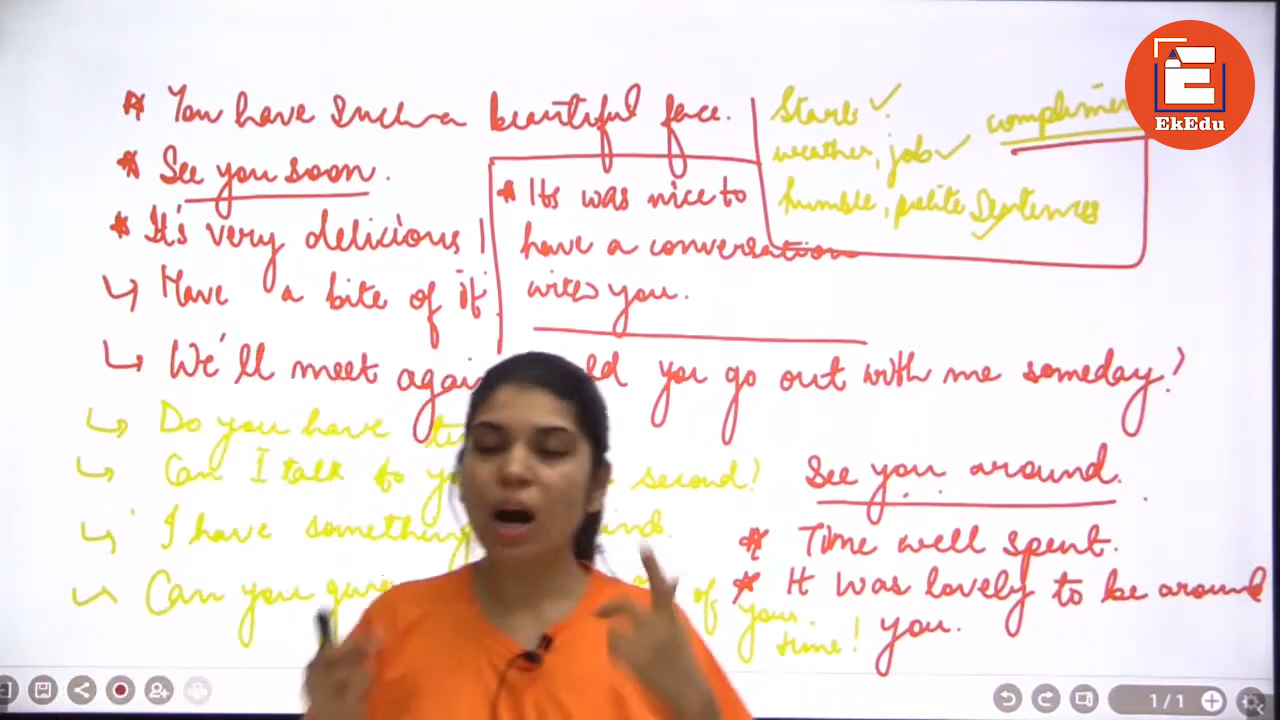 * You have such a beautiful face.
* See you soon.
* It's very delicious!
↳ Have a bite of it
* Its was nice to
have a conversation
with you.
Stars ✓
weather, job ✓
humble, polite sentences ✓
↳ We'll meet again you go out with me someday?
↳ Do you have
↳ Can I talk to second?
↳ I have something
↳ Can you give of your
time!
See you around.
* Time well spent.
* It was lovely to be around
you.
EkEdu
1/1